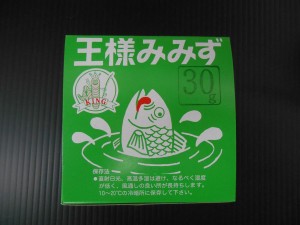 王様みみず
30g
KING
保存法
●直射日光、高温多湿は避け、なるべく温度
が低く、風通しの良い所が長持ちします。
10~20℃の冷暗所に保存して下さい。